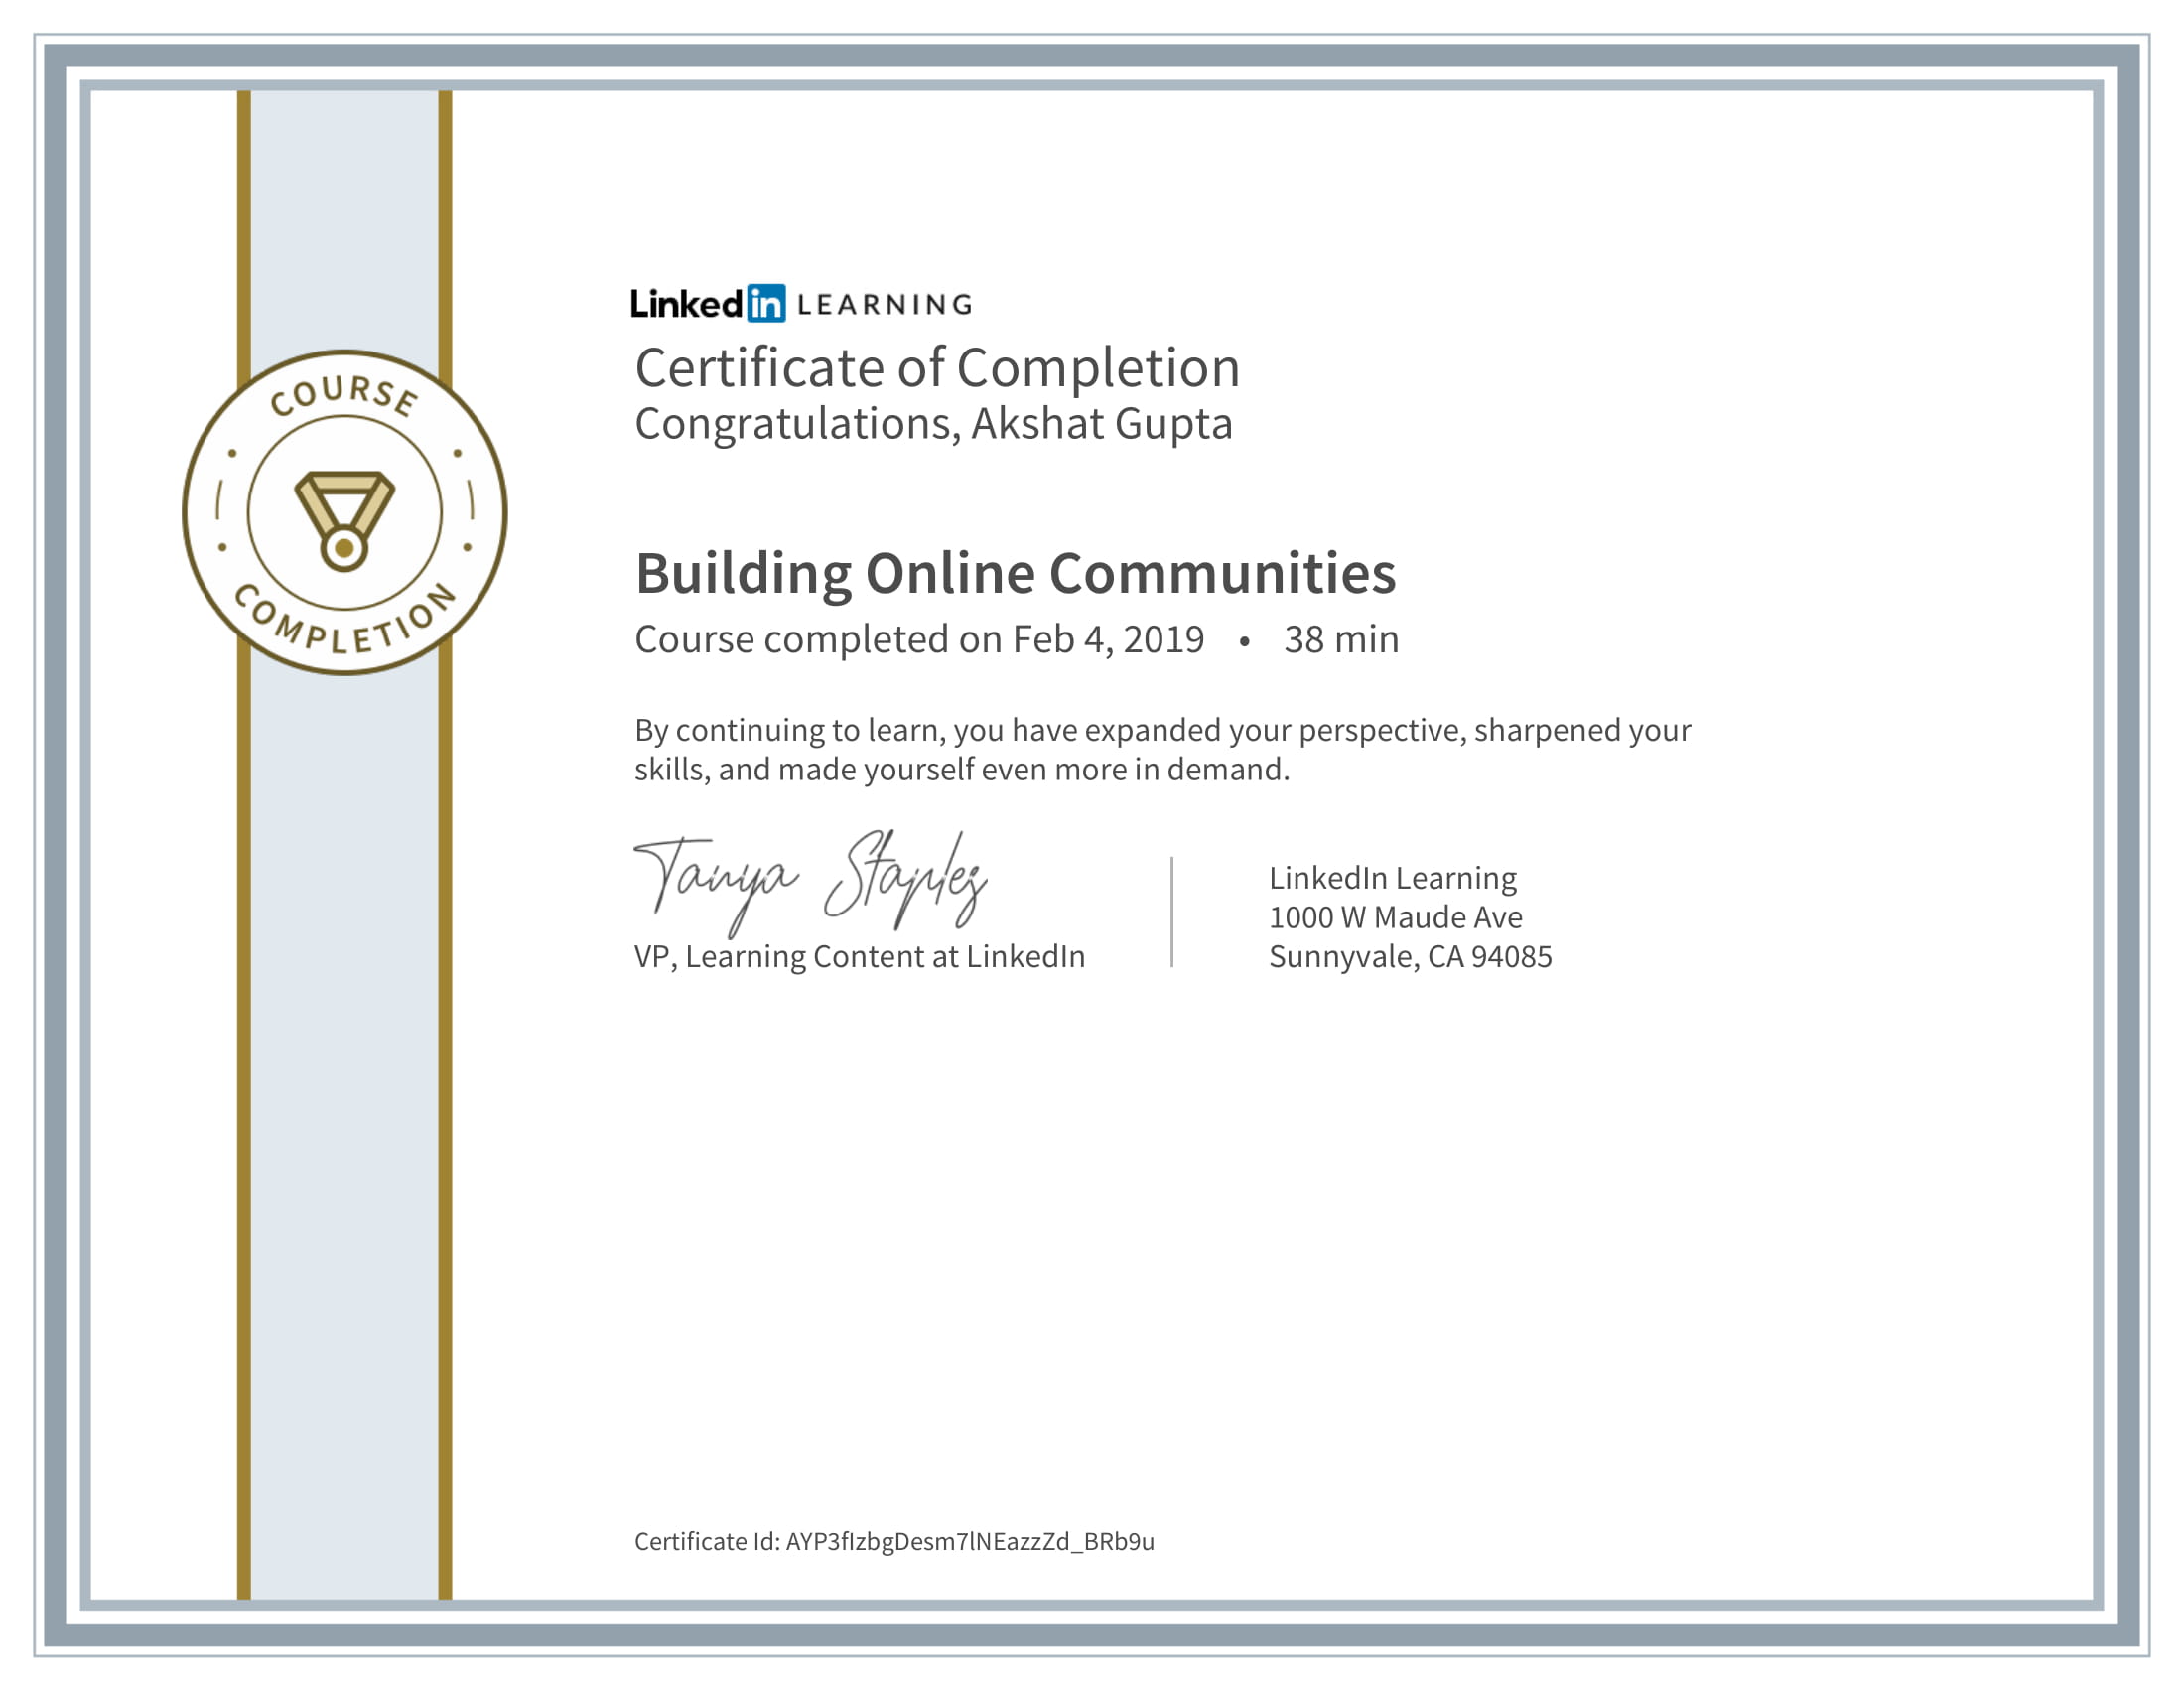 COURSE
COMPLETION
Linked in LEARNING
Certificate of Completion
Congratulations, Akshat Gupta
Building Online Communities
Course completed on Feb 4, 2019 • 38 min
By continuing to learn, you have expanded your perspective, sharpened your
skills, and made yourself even more in demand.
Tanya Staples
VP, Learning Content at LinkedIn
LinkedIn Learning
1000 W Maude Ave
Sunnyvale, CA 94085
Certificate Id: AYP3fIzbgDesm7lNEazzZd_BRb9u